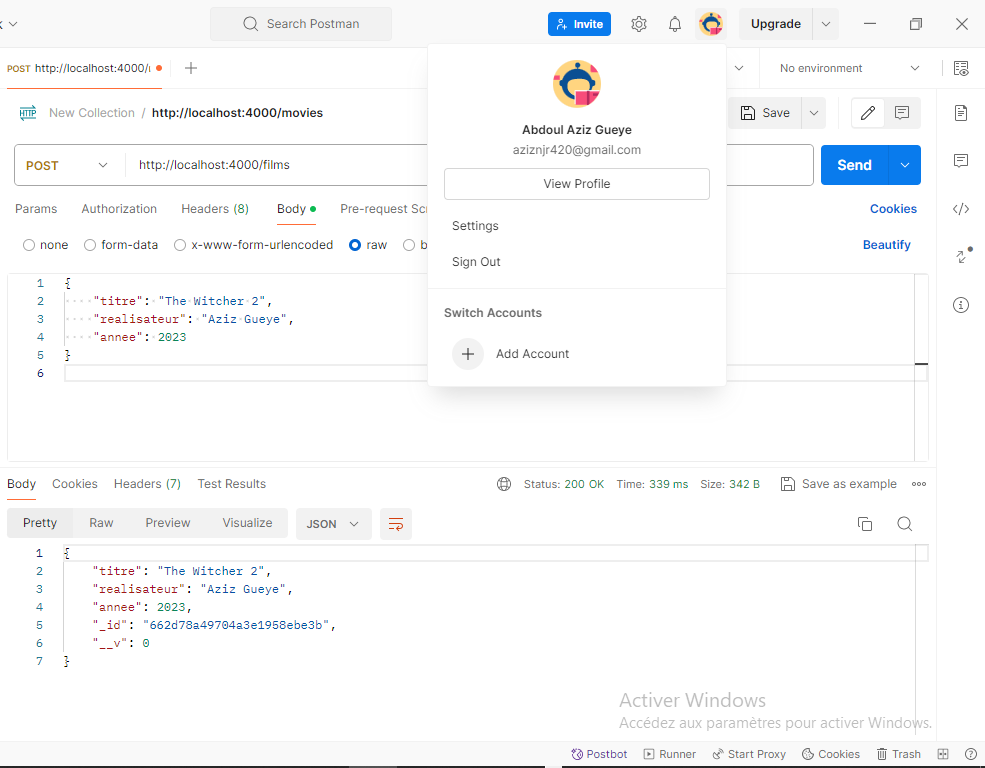 Search Postman
Invite
Upgrade
POST http://localhost:4000/
No environment
New Collection / http://localhost:4000/movies
Save
POST
http://localhost:4000/films
Send
Abdoul Aziz Gueye
aziznjr420@gmail.com
View Profile
Settings
Sign Out
Switch Accounts
Add Account
Params Authorization Headers (8) Body Pre-request Scr
Cookies
none form-data x-www-form-urlencoded raw b
Beautify
1 {
2 "titre": "The Witcher 2",
3 "realisateur": "Aziz Gueye",
4 "annee": 2023
5 }
6
Body Cookies Headers (7) Test Results
Status: 200 OK Time: 339 ms Size: 342 B Save as example
Pretty Raw Preview Visualize JSON
1 {
2 "titre": "The Witcher 2",
3 "realisateur": "Aziz Gueye",
4 "annee": 2023,
5 "_id": "662d78a49704a3e1958ebe3b",
6 "__v": 0
7 }
Activer Windows
Accédez aux paramètres pour activer Windows.
Postbot Runner Start Proxy Cookies Trash